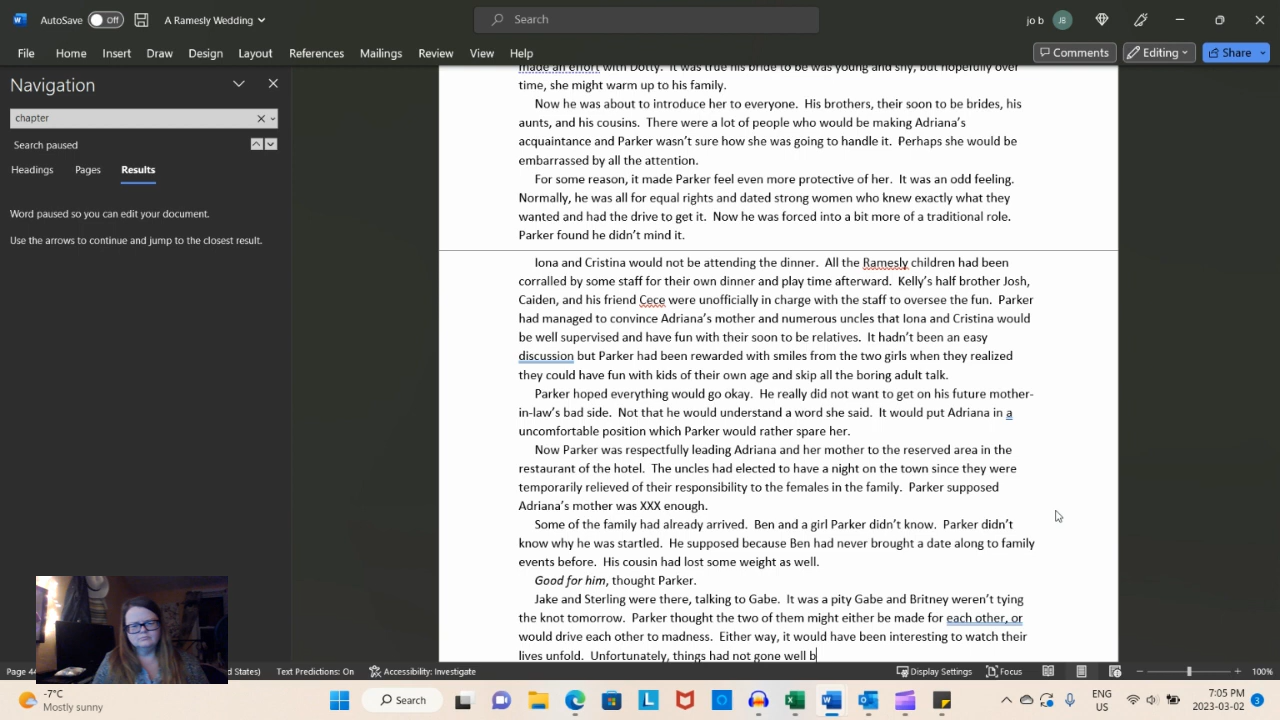 AutoSave Off A Ramesly Wedding Search jo b JB
File Home Insert Draw Design Layout References Mailings Review View Help Comments Editing Share
Navigation
chapter
Search paused
Headings Pages Results
Word paused so you can edit your document.
Use the arrows to continue and jump to the closest result.
made an effort with Dotty. It was true his bride to be was young and shy, but hopefully over
time, she might warm up to his family.
Now he was about to introduce her to everyone. His brothers, their soon to be brides, his
aunts, and his cousins. There were a lot of people who would be making Adriana's
acquaintance and Parker wasn't sure how she was going to handle it. Perhaps she would be
embarrassed by all the attention.
For some reason, it made Parker feel even more protective of her. It was an odd feeling.
Normally, he was all for equal rights and dated strong women who knew exactly what they
wanted and had the drive to get it. Now he was forced into a bit more of a traditional role.
Parker found he didn't mind it.
Iona and Cristina would not be attending the dinner. All the Ramesly children had been
corralled by some staff for their own dinner and play time afterward. Kelly's half brother Josh,
Caiden, and his friend Cece were unofficially in charge with the staff to oversee the fun. Parker
had managed to convince Adriana's mother and numerous uncles that Iona and Cristina would
be well supervised and have fun with their soon to be relatives. It hadn't been an easy
discussion but Parker had been rewarded with smiles from the two girls when they realized
they could have fun with kids of their own age and skip all the boring adult talk.
Parker hoped everything would go okay. He really did not want to get on his future mother-
in-law's bad side. Not that he would understand a word she said. It would put Adriana in a
uncomfortable position which Parker would rather spare her.
Now Parker was respectfully leading Adriana and her mother to the reserved area in the
restaurant of the hotel. The uncles had elected to have a night on the town since they were
temporarily relieved of their responsibility to the females in the family. Parker supposed
Adriana's mother was XXX enough.
Some of the family had already arrived. Ben and a girl Parker didn't know. Parker didn't
know why he was startled. He supposed because Ben had never brought a date along to family
events before. His cousin had lost some weight as well.
Good for him, thought Parker.
Jake and Sterling were there, talking to Gabe. It was a pity Gabe and Britney weren't tying
the knot tomorrow. Parker thought the two of them might either be made for each other, or
would drive each other to madness. Either way, it would have been interesting to watch their
lives unfold. Unfortunately, things had not gone well b
Page 4 d States) Text Predictions: On Accessibility: Investigate Display Settings Focus 100%
-7°C
Mostly sunny
Search
ENG
US
7:05 PM
2023-03-02
3